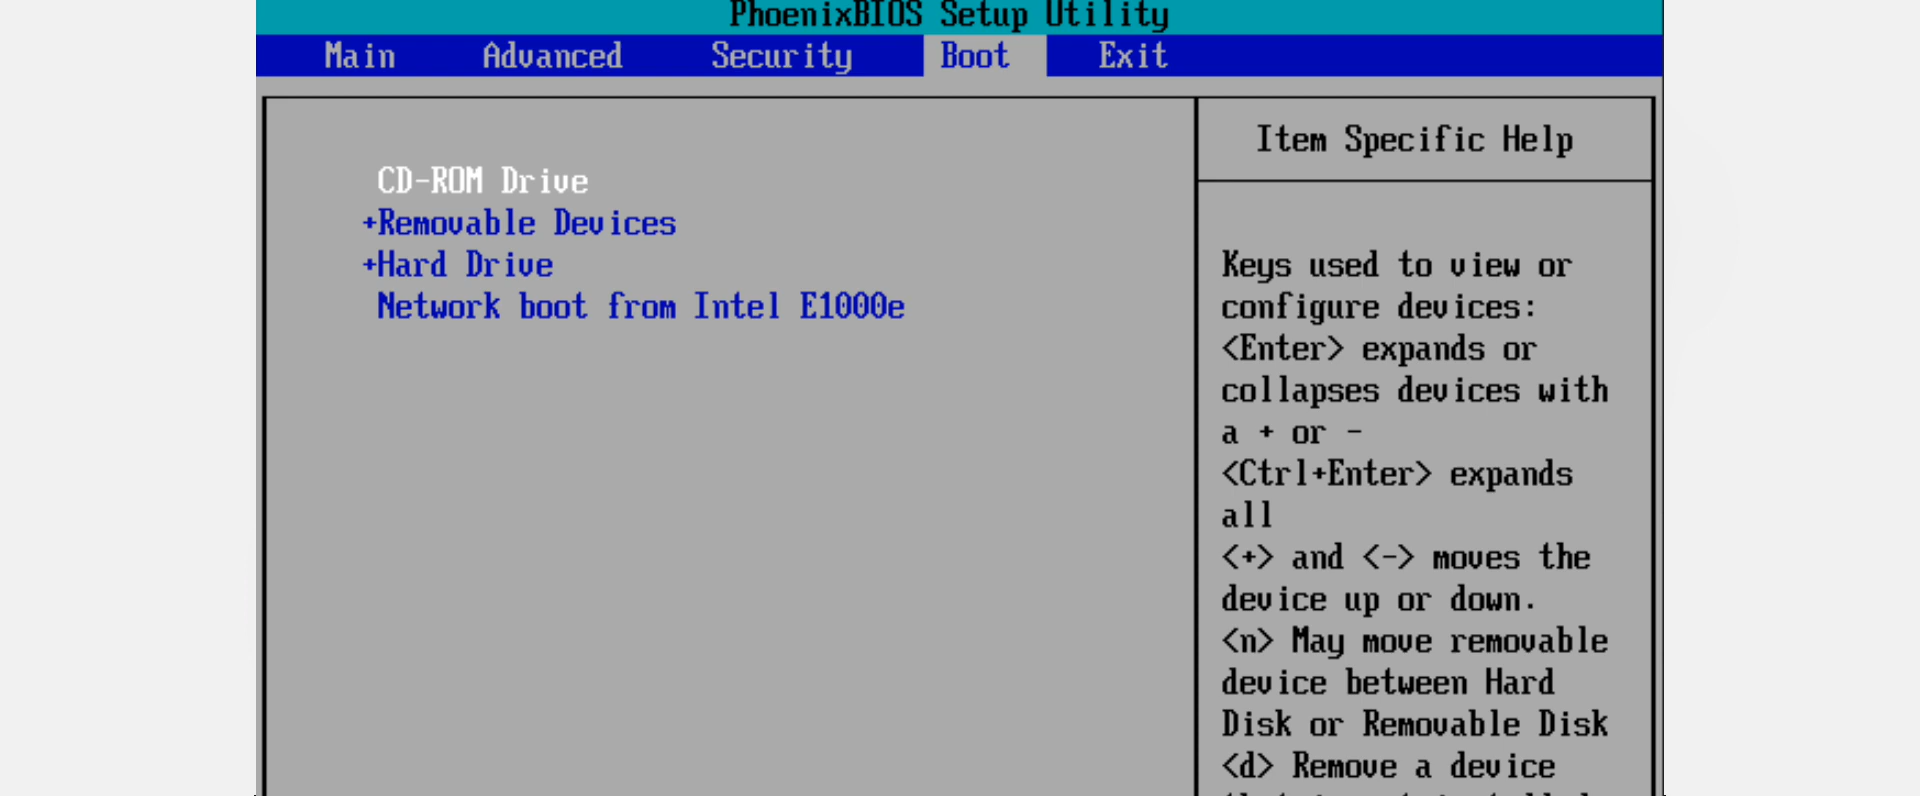 PhoenixBIOS Setup Utility
Main Advanced Security Boot Exit
CD-ROM Drive
+Removable Devices
+Hard Drive
Network boot from Intel E1000e
Item Specific Help
Keys used to view or
configure devices:
<Enter> expands or
collapses devices with
a + or -
<Ctrl+Enter> expands
all
<+> and <-> moves the
device up or down.
<n> May move removable
device between Hard
Disk or Removable Disk
<d> Remove a device